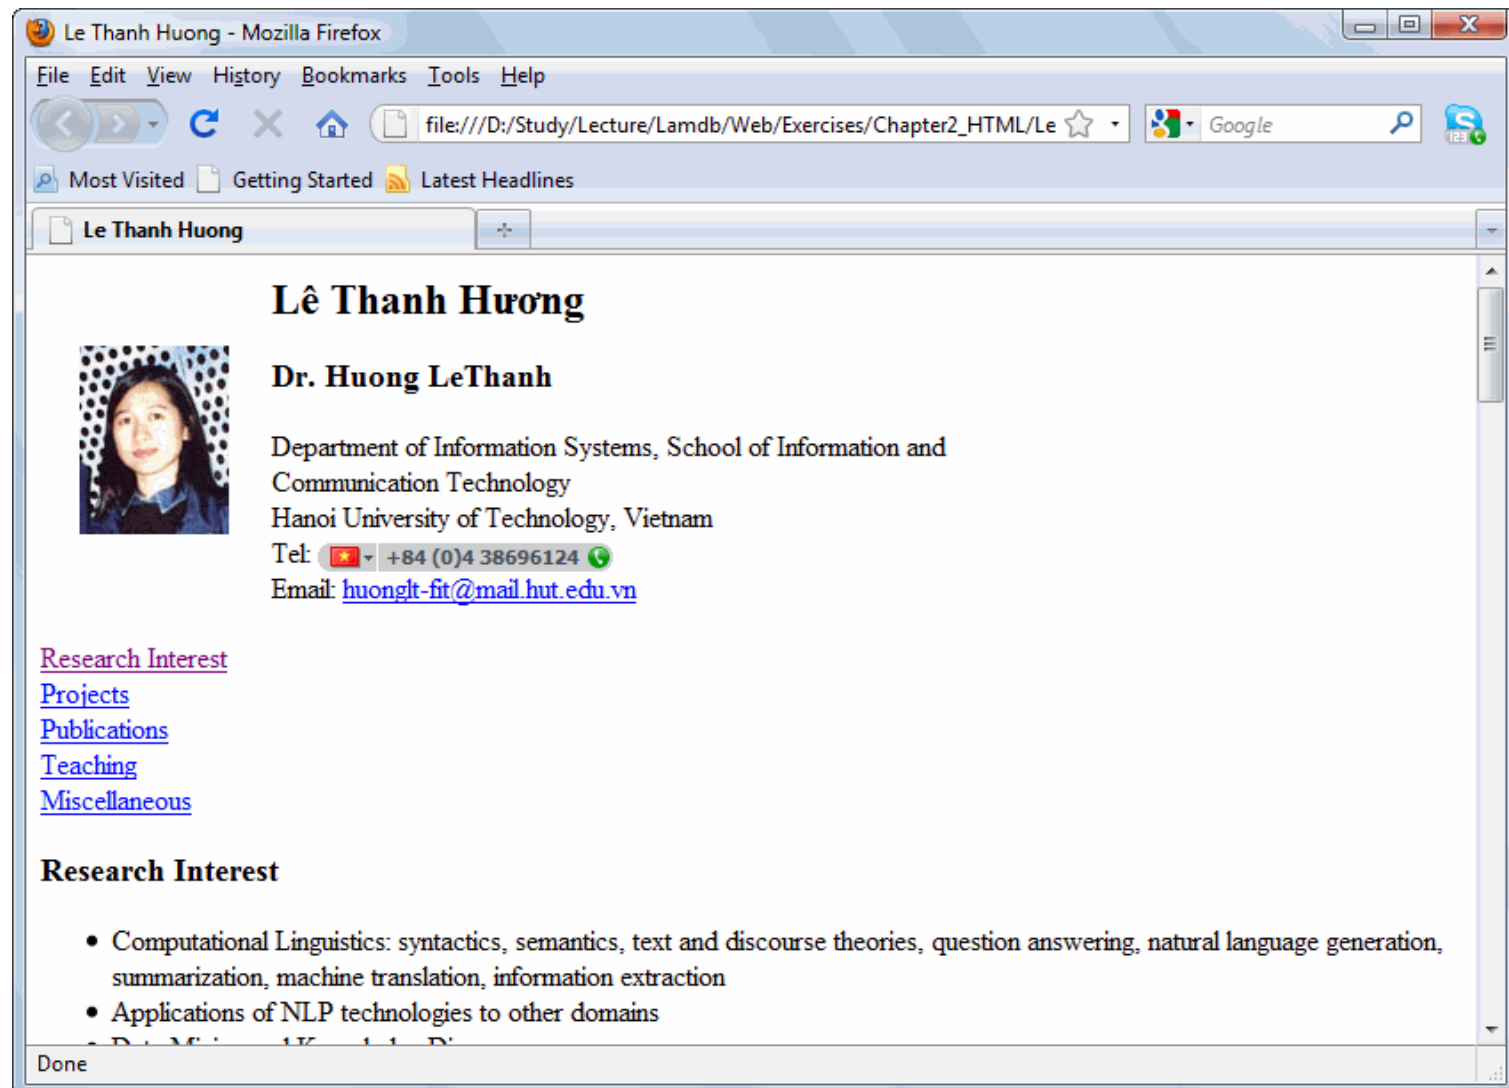 Le Thanh Huong - Mozilla Firefox
File Edit View History Bookmarks Tools Help
file:///D:/Study/Lecture/Lamdb/Web/Exercises/Chapter2_HTML/Le
Google
123
Most Visited Getting Started Latest Headlines
Le Thanh Huong
Lê Thanh Hương
Dr. Huong LeThanh
Department of Information Systems, School of Information and
Communication Technology
Hanoi University of Technology, Vietnam
Tel: +84 (0)4 38696124
Email: huonglt-fit@mail.hut.edu.vn
Research Interest
Projects
Publications
Teaching
Miscellaneous
Research Interest
• Computational Linguistics: syntactics, semantics, text and discourse theories, question answering, natural language generation,
summarization, machine translation, information extraction
• Applications of NLP technologies to other domains
Done